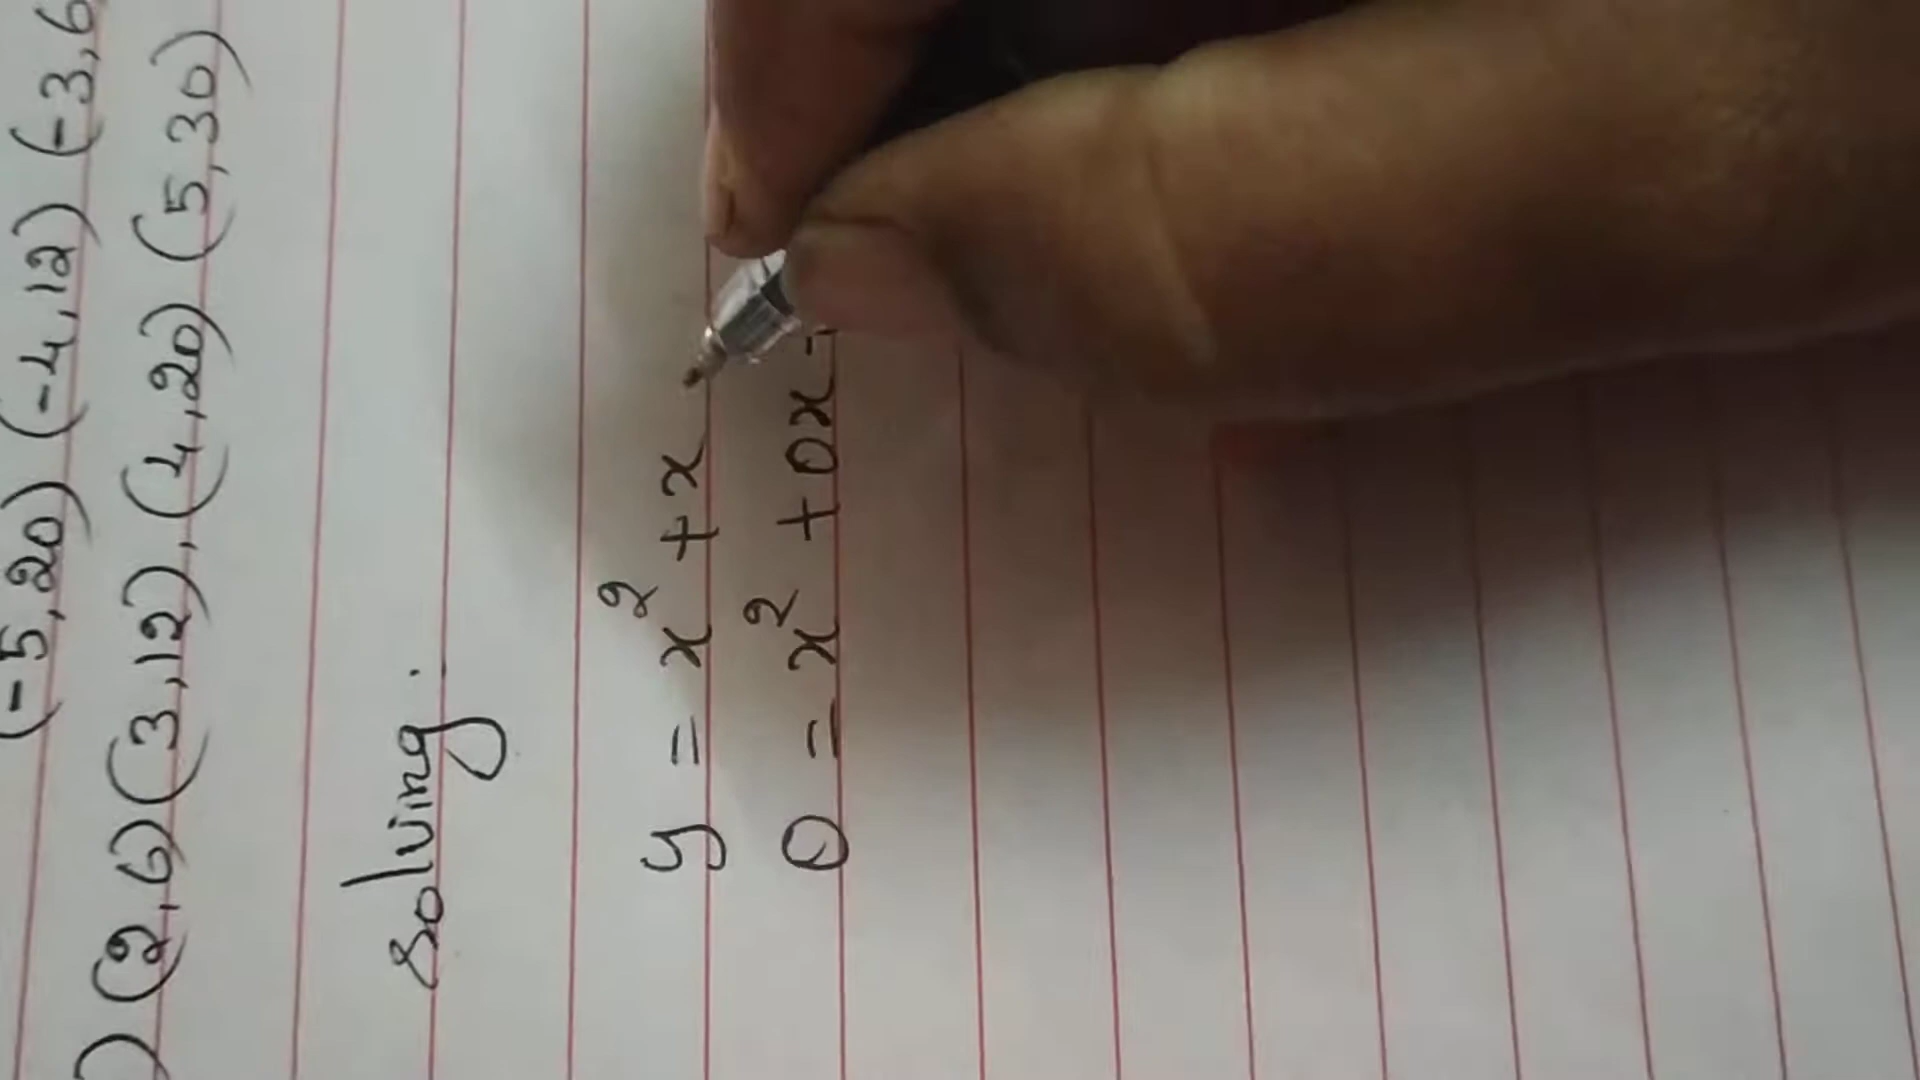 (-5,20) (-4,12) (-3,6
) (2,6) (3,12), (4,20) (5,30)
solving.
y = x² + x
0 = x² + 0x -